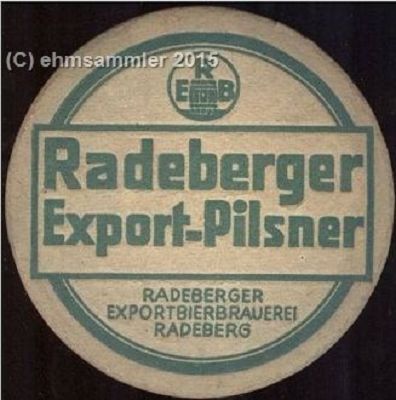 (C) ehmsammler 2015
R
E B
Radeberger
Export-Pilsner
RADEBERGER
EXPORTBIERBRAUEREI
RADEBERG